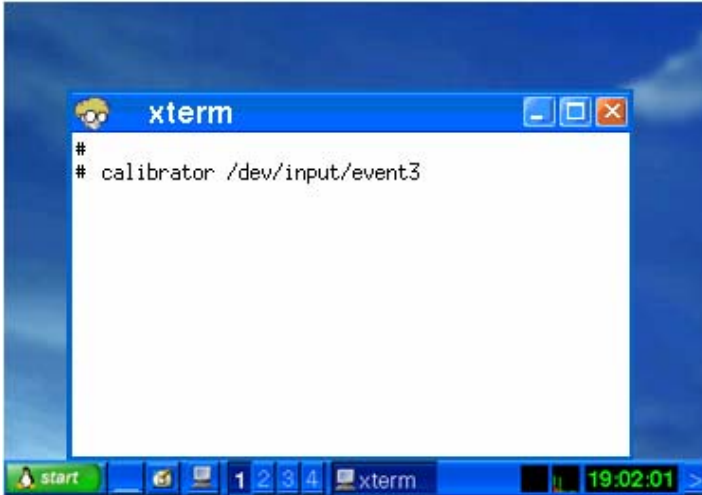 xterm
#
# calibrator /dev/input/event3
start 1 2 3 4 xterm 19:02:01 >